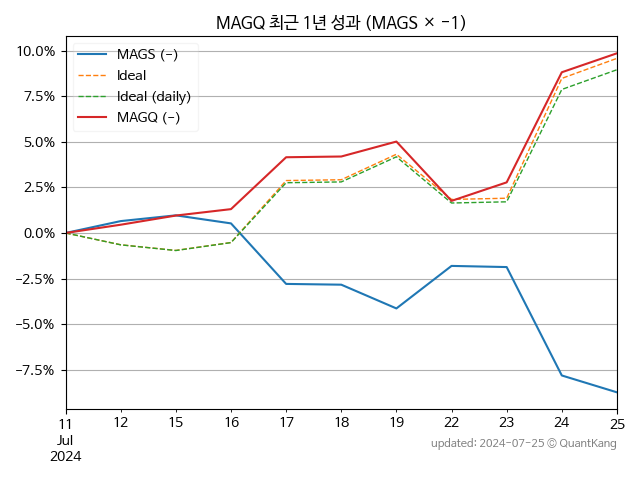 MAGQ 최근 1년 성과 (MAGS × -1)
10.0%
7.5%
5.0%
2.5%
0.0%
-2.5%
-5.0%
-7.5%
MAGS (-)
Ideal
Ideal (daily)
MAGQ (-)
11 12 15 16 17 18 19 22 23 24 25
Jul
2024
updated: 2024-07-25 © QuantKang